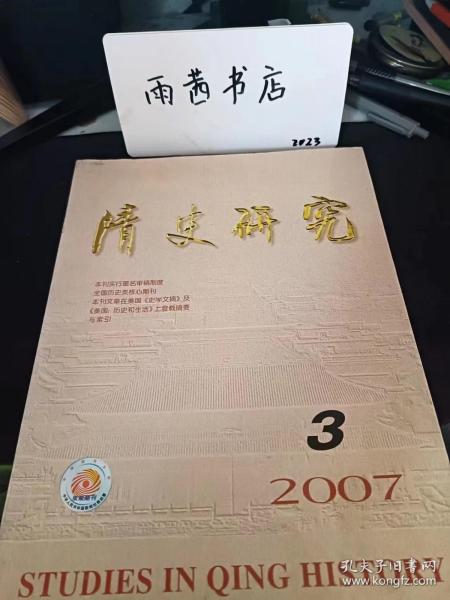 雨茜书店
2023
清史研究
本刊实行匿名审稿制度
全国历史类核心期刊
本刊文章在美国《史学文摘》及
《美国：历史和生活》上登载摘要
与索引
3
2007
STUDIES IN QING HISTORY
孔夫子旧书网
www.kongfz.com